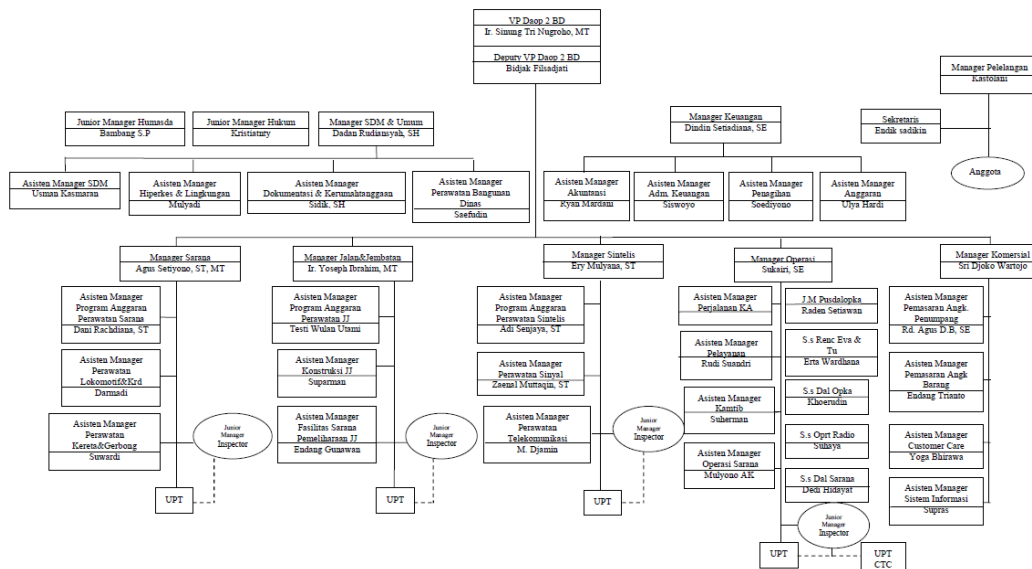 VP Daop 2 BD
Ir. Sinung Tri Nugroho, MT
Deputy VP Daop 2 BD
Bidjak Filsadjati
Manager Pelelangan
Kastolani
Sekretaris
Endik sadikin
Anggota
Junior Manager Humasda
Bambang S.P
Junior Manager Hukum
Kristiatnry
Manager SDM & Umum
Dadan Rudiansyah, SH
Manager Keuangan
Dindin Setiadiana, SE
Asisten Manager SDM
Usman Kasmaran
Asisten Manager
Hiperkes & Lingkungan
Mulyadi
Asisten Manager
Dokumentasi & Kerumahtanggaan
Sidik, SH
Asisten Manager
Perawatan Bangunan
Dinas
Saefudin
Asisten Manager
Akuntansi
Ryan Mardani
Asisten Manager
Adm. Keuangan
Siswoyo
Asisten Manager
Penagihan
Soediyono
Asisten Manager
Anggaran
Ulya Hardi
Manager Sarana
Agus Setiyono, ST, MT
Asisten Manager
Program Anggaran
Perawatan Sarana
Dani Rachdiana, ST
Asisten Manager
Perawatan
Lokomotif&Krd
Darmadi
Asisten Manager
Perawatan
Kereta&Gerbong
Suwardi
Junior
Manager
Inspector
UPT
Manager Jalan&Jembatan
Ir. Yoseph Ibrahim, MT
Asisten Manager
Program Anggaran
Perawatan JJ
Testi Wulan Utami
Asisten Manager
Konstruksi JJ
Suparman
Asisten Manager
Fasilitas Sarana
Pemeliharaan JJ
Endang Gunawan
Junior
Manager
Inspector
UPT
Manager Sintelis
Ery Mulyana, ST
Asisten Manager
Program Anggaran
Perawatan Sintelis
Adi Senjaya, ST
Asisten Manager
Perawatan Sinyal
Zaenal Muttaqin, ST
Asisten Manager
Perawatan
Telekomunikasi
M. Djamin
Junior
Manager
Inspector
UPT
Manager Operasi
Sukairi, SE
Asisten Manager
Perjalanan KA
Asisten Manager
Pelayanan
Rudi Suandri
Asisten Manager
Kamtib
Suherman
Asisten Manager
Operasi Sarana
Mulyono AK
J.M Pusdalopka
Raden Setiawan
S.s Renc Eva &
Tu
Erta Wardhana
S.s Dal Opka
Khoerudin
S.s Oprt Radio
Suhaya
S.s Dal Sarana
Dedi Hidayat
Junior
Manager
Inspector
UPT
UPT
CTC
Manager Komersial
Sri Djoko Wartojo
Asisten Manager
Pemasaran Angk.
Penumpang
Rd. Agus D.B, SE
Asisten Manager
Pemasaran Angk
Barang
Endang Trianto
Asisten Manager
Customer Care
Yoga Bhirawa
Asisten Manager
Sistem Informasi
Supras